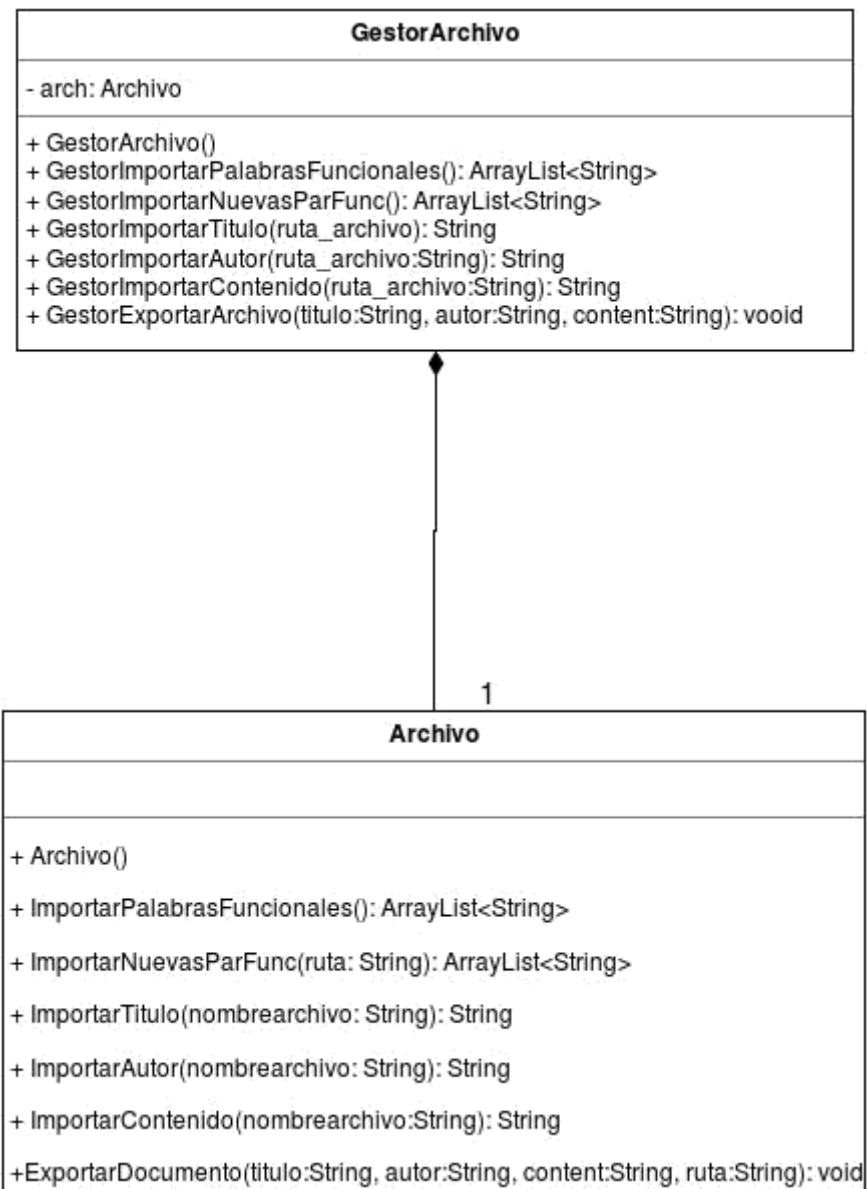 GestorArchivo
- arch: Archivo
+ GestorArchivo()
+ GestorImportarPalabrasFuncionales(): ArrayList<String>
+ GestorImportarNuevasParFunc(): ArrayList<String>
+ GestorImportarTitulo(ruta_archivo): String
+ GestorImportarAutor(ruta_archivo:String): String
+ GestorImportarContenido(ruta_archivo:String): String
+ GestorExportarArchivo(titulo:String, autor:String, content:String): vooid
1
Archivo
+ Archivo()
+ ImportarPalabrasFuncionales(): ArrayList<String>
+ ImportarNuevasParFunc(ruta: String): ArrayList<String>
+ ImportarTitulo(nombrearchivo: String): String
+ ImportarAutor(nombrearchivo: String): String
+ ImportarContenido(nombrearchivo:String): String
+ExportarDocumento(titulo:String, autor:String, content:String, ruta:String): void